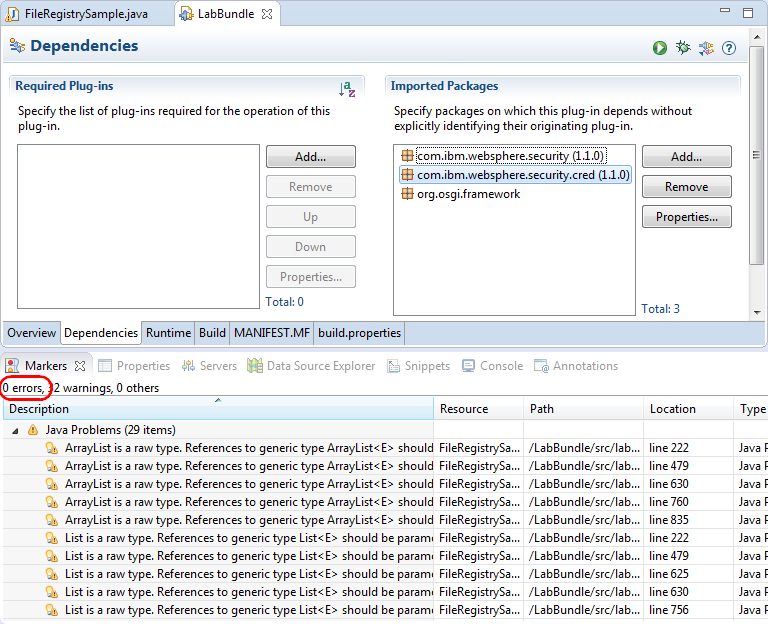 FileRegistrySample.java LabBundle
Dependencies
Required Plug-ins
Specify the list of plug-ins required for the operation of this
plug-in.
Add...
Remove
Up
Down
Properties...
Total: 0
Imported Packages
Specify packages on which this plug-in depends without
explicitly identifying their originating plug-in.
com.ibm.websphere.security (1.1.0)
com.ibm.websphere.security.cred (1.1.0)
org.osgi.framework
Add...
Remove
Properties...
Total: 3
Overview Dependencies Runtime Build MANIFEST.MF build.properties
Markers Properties Servers Data Source Explorer Snippets Console Annotations
0 errors, 32 warnings, 0 others
Description Resource Path Location Type
Java Problems (29 items)
ArrayList is a raw type. References to generic type ArrayList<E> should FileRegistrySa... /LabBundle/src/lab... line 222 Java P
ArrayList is a raw type. References to generic type ArrayList<E> should FileRegistrySa... /LabBundle/src/lab... line 479 Java P
ArrayList is a raw type. References to generic type ArrayList<E> should FileRegistrySa... /LabBundle/src/lab... line 630 Java P
ArrayList is a raw type. References to generic type ArrayList<E> should FileRegistrySa... /LabBundle/src/lab... line 760 Java P
ArrayList is a raw type. References to generic type ArrayList<E> should FileRegistrySa... /LabBundle/src/lab... line 835 Java P
List is a raw type. References to generic type List<E> should be parame FileRegistrySa... /LabBundle/src/lab... line 222 Java P
List is a raw type. References to generic type List<E> should be parame FileRegistrySa... /LabBundle/src/lab... line 479 Java P
List is a raw type. References to generic type List<E> should be parame FileRegistrySa... /LabBundle/src/lab... line 625 Java P
List is a raw type. References to generic type List<E> should be parame FileRegistrySa... /LabBundle/src/lab... line 630 Java P
List is a raw type. References to generic type List<E> should be parame FileRegistrySa... /LabBundle/src/lab... line 756 Java P